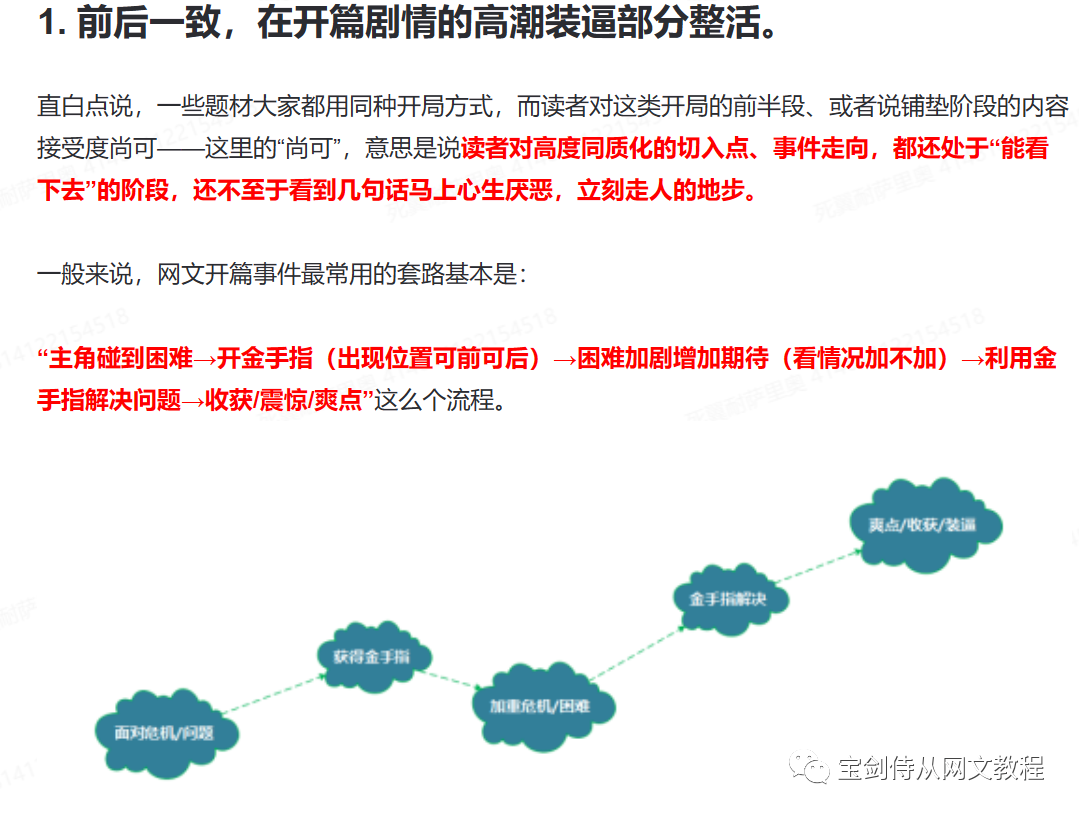 1. 前后一致，在开篇剧情的高潮装逼部分整活。
直白点说，一些题材大家都用同种开局方式，而读者对这类开局的前半段、或者说铺垫阶段的内容
接受度尚可——这里的“尚可”，意思是说读者对高度同质化的切入点、事件走向，都还处于“能看
下去”的阶段，还不至于看到几句话马上心生厌恶，立刻走人的地步。
一般来说，网文开篇事件最常用的套路基本是：
“主角碰到困难→开金手指（出现位置可前可后）→困难加剧增加期待（看情况加不加）→利用金
手指解决问题→收获/震惊/爽点”这么个流程。
爽点/收获/装逼
金手指解决
获得金手指
加重危机/困难
面对危机/问题
宝剑侍从网文教程